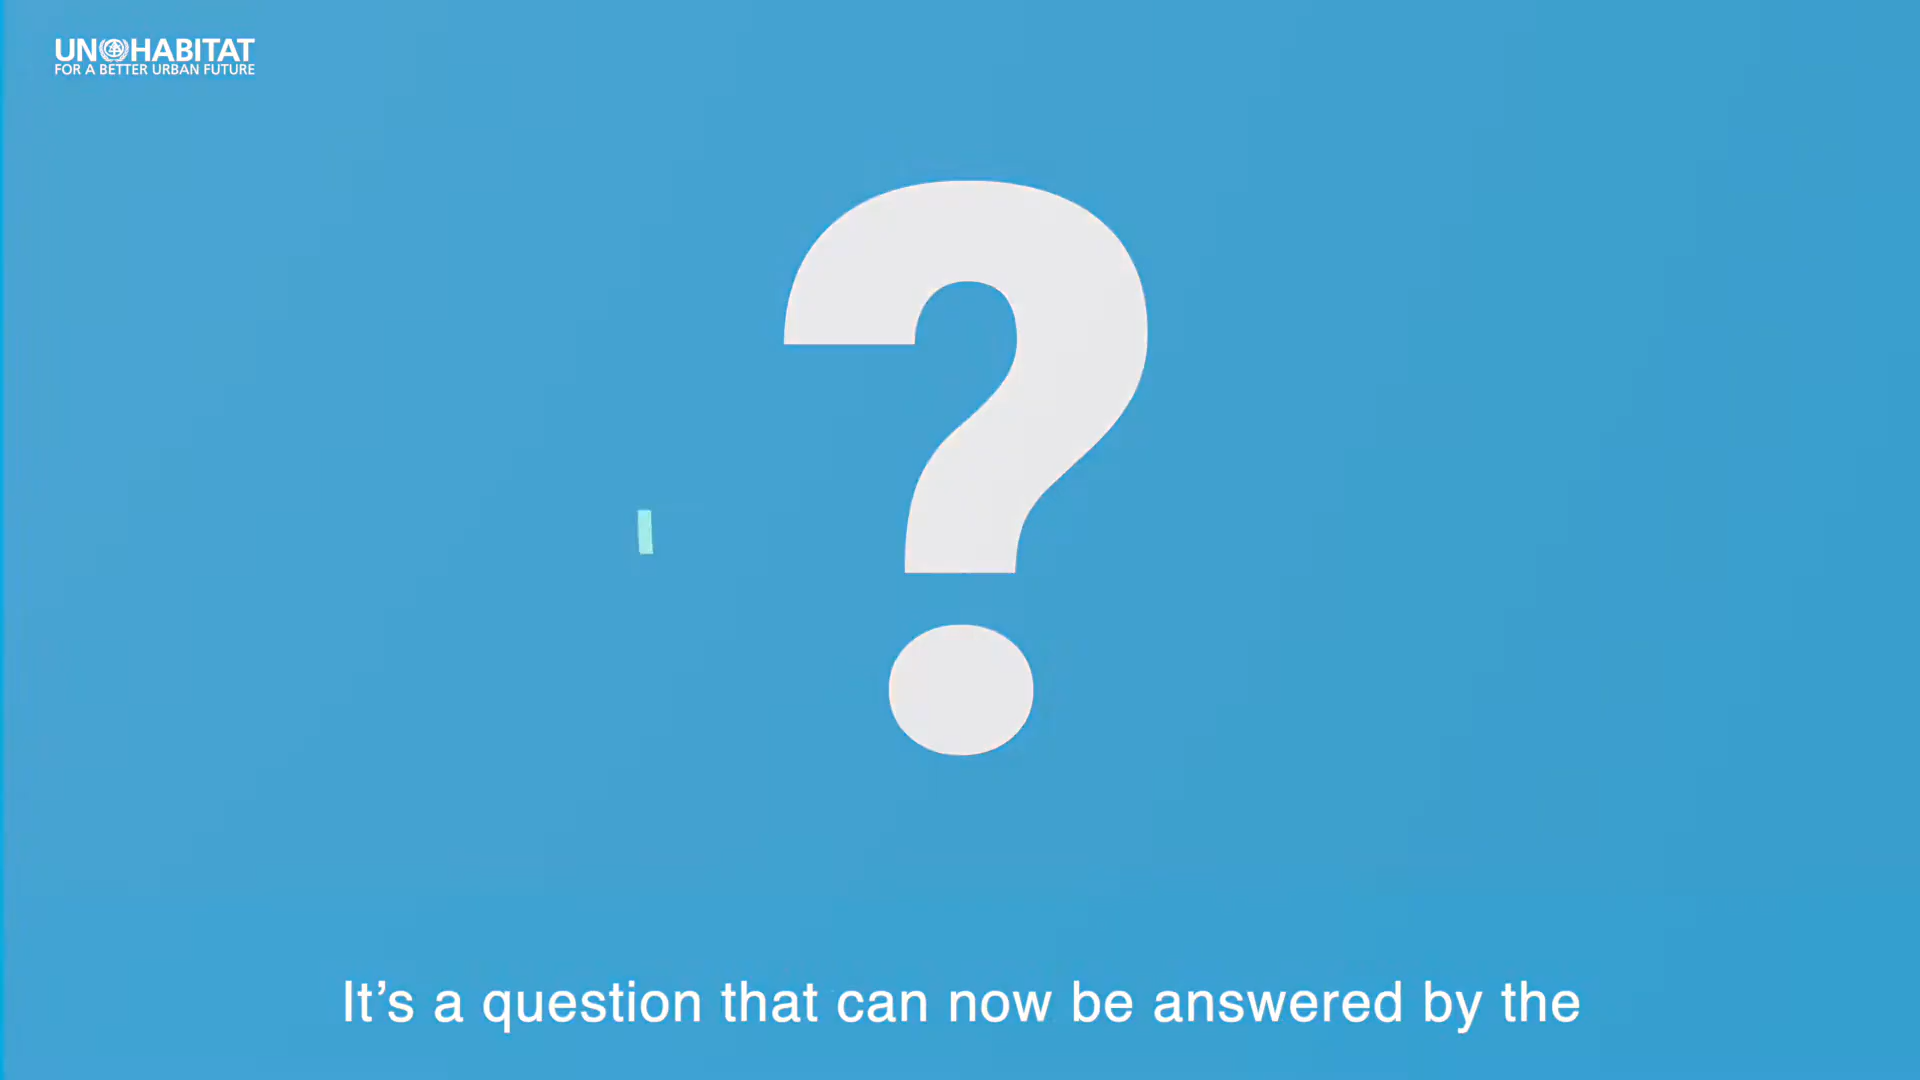 UN HABITAT
FOR A BETTER URBAN FUTURE
?
It’s a question that can now be answered by the